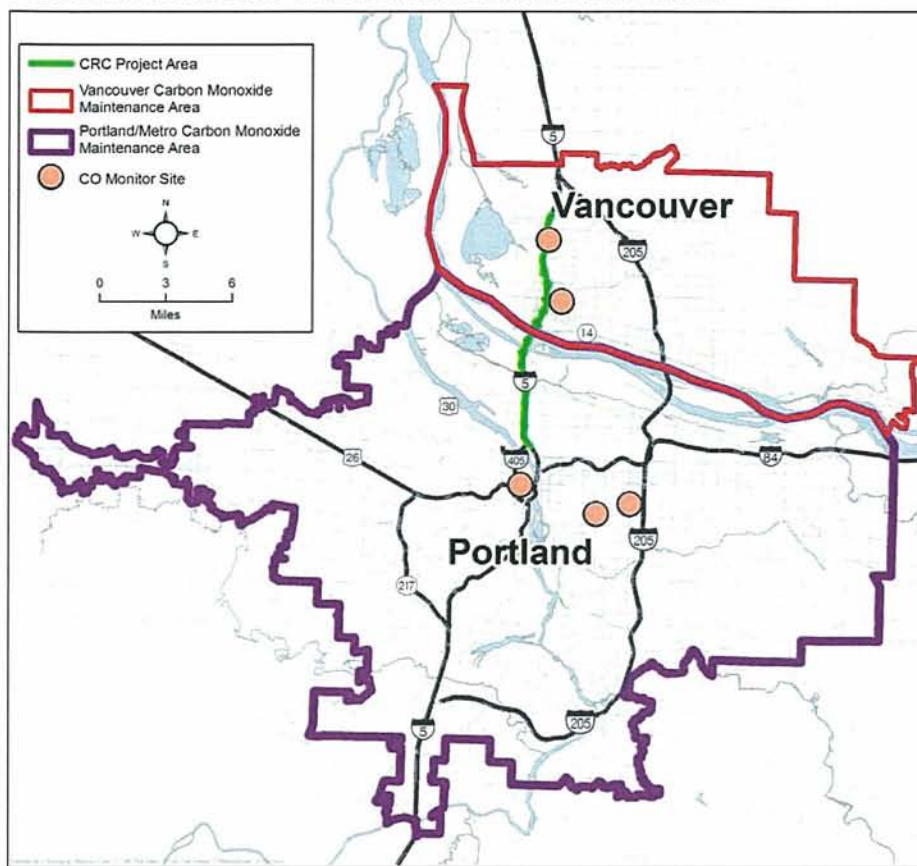 CRC Project Area
Vancouver Carbon Monoxide
Maintenance Area
Portland/Metro Carbon Monoxide
Maintenance Area
CO Monitor Site
N
W E
S
0 3 6
Miles
5
Vancouver
205
14
5
30
26
405
84
Portland
205
217
205
5